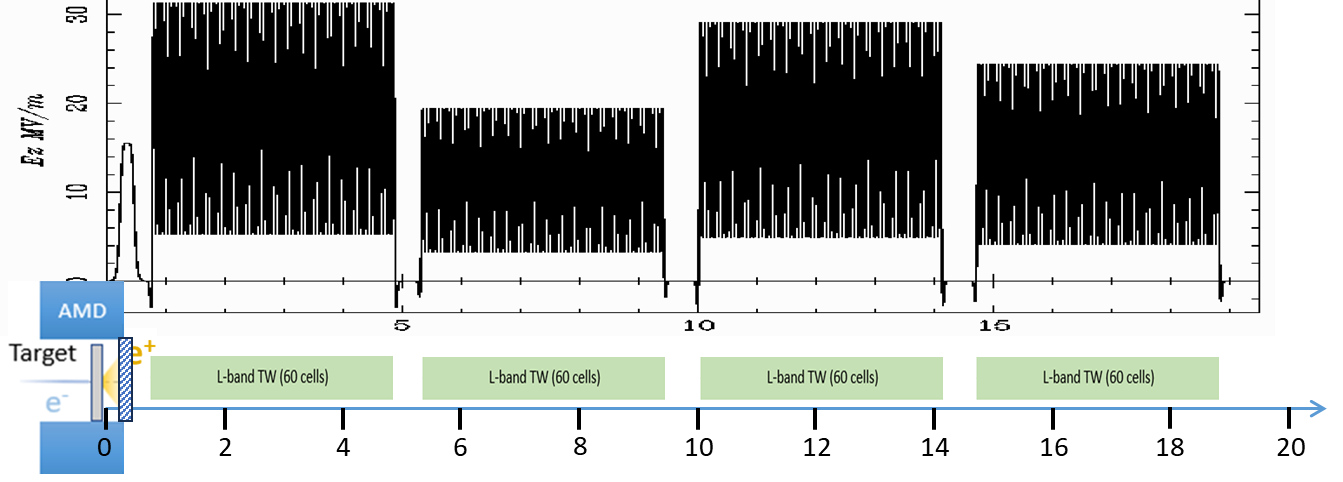 30
20
10
0
Ez MV/m
5
10
15
AMD
Target
e+
e-
L-band TW (60 cells)
L-band TW (60 cells)
L-band TW (60 cells)
L-band TW (60 cells)
0
2
4
6
8
10
12
14
16
18
20